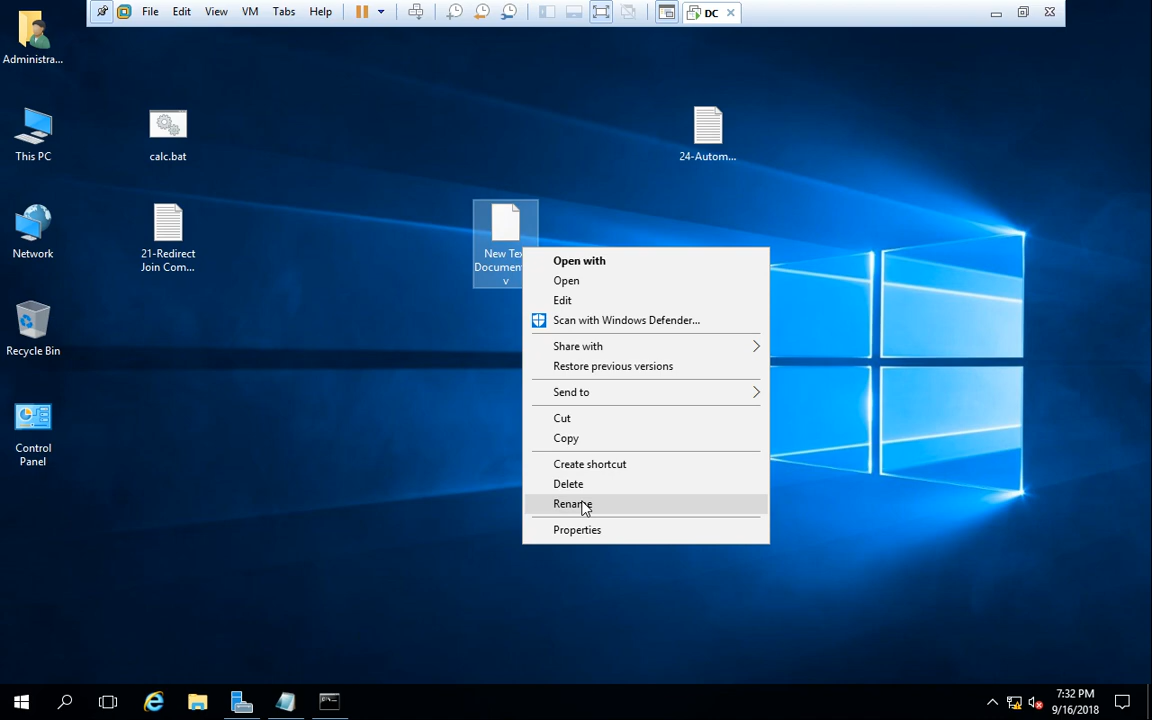 File Edit View VM Tabs Help DC
Administra...
This PC
Network
Recycle Bin
Control
Panel
calc.bat
21-Redirect
Join Com...
24-Autom...
New Tex
Document
v
Open with
Open
Edit
Scan with Windows Defender...
Share with
Restore previous versions
Send to
Cut
Copy
Create shortcut
Delete
Rename
Properties
7:32 PM
9/16/2018